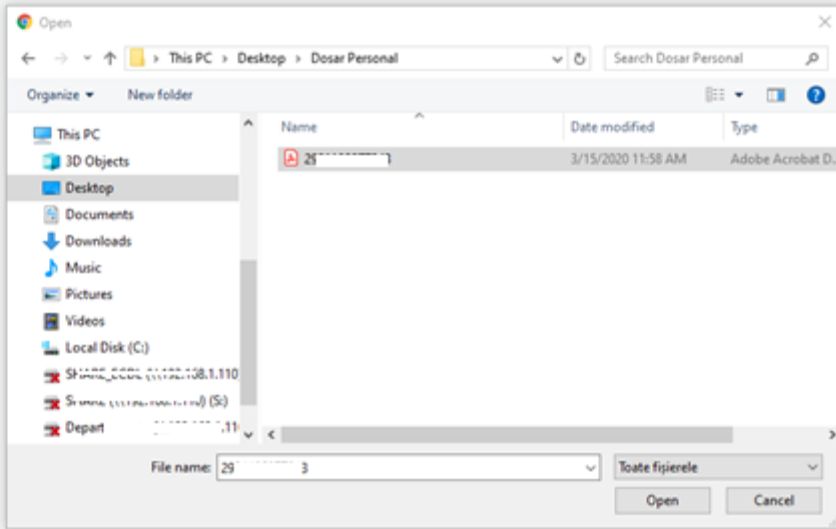 Open
This PC > Desktop > Dosar Personal
Search Dosar Personal
Organize
New folder
Name
Date modified
Type
This PC
3D Objects
Desktop
Documents
Downloads
Music
Pictures
Videos
Local Disk (C:)
(S:)
Depart
3/15/2020 11:58 AM
Adobe Acrobat D
File name:
Toate fișierele
Open
Cancel